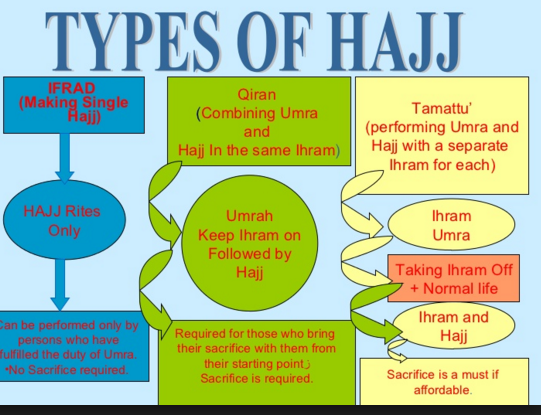 TYPES OF HAJJ
IFRAD
(Making Single
Hajj)
HAJJ Rites
Only
Can be performed only by
persons who have
fulfilled the duty of Umra.
•No Sacrifice required.
Qiran
(Combining Umra
and
Hajj In the same Ihram)
Umrah
Keep Ihram on
Followed by
Hajj
Required for those who bring
their sacrifice with them from
their starting point.
Sacrifice is required.
Tamattu'
(performing Umra and
Hajj with a separate
Ihram for each)
Ihram
Umra
Taking Ihram Off
+ Normal life
Ihram and
Hajj
Sacrifice is a must if
affordable.